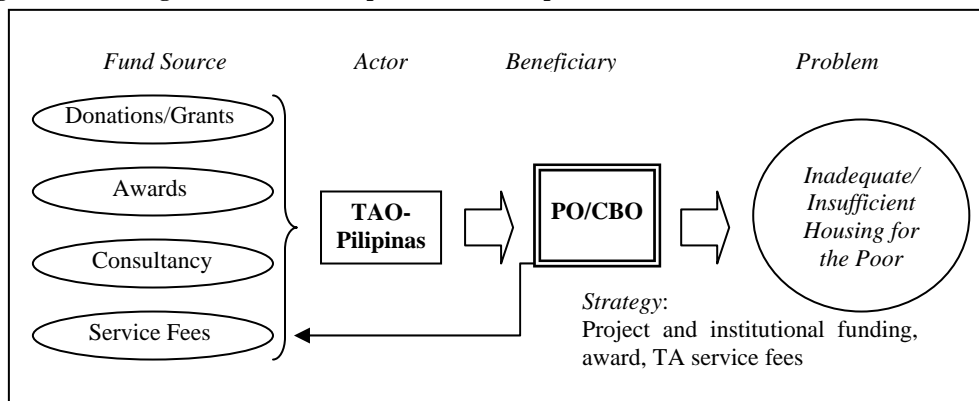 Fund Source
Actor
Beneficiary
Problem
Donations/Grants
Awards
Consultancy
Service Fees
TAO-
Pilipinas
PO/CBO
Inadequate/
Insufficient
Housing for
the Poor
Strategy:
Project and institutional funding,
award, TA service fees